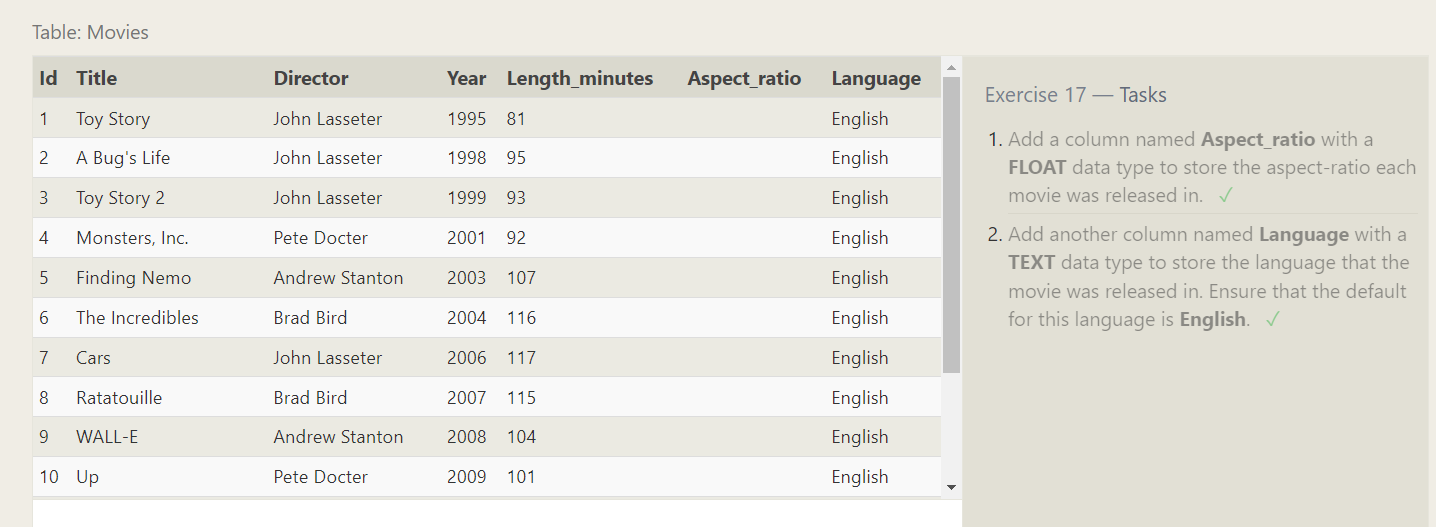 Table: Movies
Id Title Director Year Length_minutes Aspect_ratio Language
1 Toy Story John Lasseter 1995 81 English
2 A Bug's Life John Lasseter 1998 95 English
3 Toy Story 2 John Lasseter 1999 93 English
4 Monsters, Inc. Pete Docter 2001 92 English
5 Finding Nemo Andrew Stanton 2003 107 English
6 The Incredibles Brad Bird 2004 116 English
7 Cars John Lasseter 2006 117 English
8 Ratatouille Brad Bird 2007 115 English
9 WALL-E Andrew Stanton 2008 104 English
10 Up Pete Docter 2009 101 English
Exercise 17 — Tasks
1. Add a column named Aspect_ratio with a
FLOAT data type to store the aspect-ratio each
movie was released in. ✓
2. Add another column named Language with a
TEXT data type to store the language that the
movie was released in. Ensure that the default
for this language is English. ✓